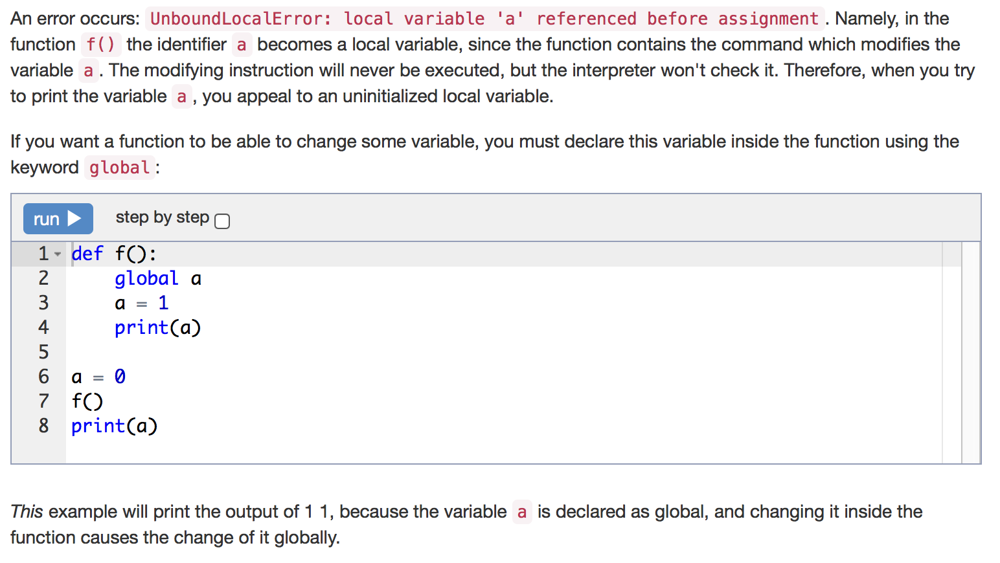 An error occurs: UnboundLocalError: local variable 'a' referenced before assignment. Namely, in the
function f() the identifier a becomes a local variable, since the function contains the command which modifies the
variable a. The modifying instruction will never be executed, but the interpreter won't check it. Therefore, when you try
to print the variable a, you appeal to an uninitialized local variable.
If you want a function to be able to change some variable, you must declare this variable inside the function using the
keyword global:
run step by step
1 def f():
2     global a
3     a = 1
4     print(a)
5
6 a = 0
7 f()
8 print(a)
This example will print the output of 1 1, because the variable a is declared as global, and changing it inside the
function causes the change of it globally.